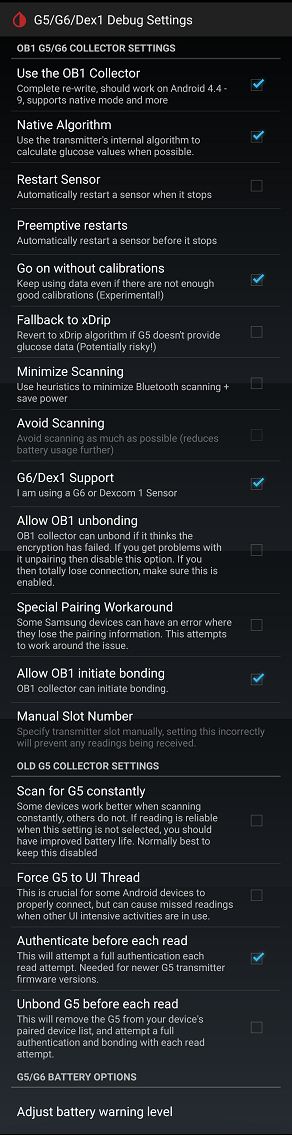 G5/G6/Dex1 Debug Settings
OB1 G5/G6 COLLECTOR SETTINGS
Use the OB1 Collector
Complete re-write, should work on Android 4.4 -
9, supports native mode and more
Native Algorithm
Use the transmitter's internal algorithm to
calculate glucose values when possible.
Restart Sensor
Automatically restart a sensor when it stops
Preemptive restarts
Automatically restart a sensor before it stops
Go on without calibrations
Keep using data even if there are not enough
good calibrations (Experimental!)
Fallback to xDrip
Revert to xDrip algorithm if G5 doesn't provide
glucose data (Potentially risky!)
Minimize Scanning
Use heuristics to minimize Bluetooth scanning +
save power
Avoid Scanning
Avoid scanning as much as possible (reduces
battery usage further)
G6/Dex1 Support
I am using a G6 or Dexcom 1 Sensor
Allow OB1 unbonding
OB1 collector can unbond if it thinks the
encryption has failed. If you get problems with
it unpairing then disable this option. If you
then totally lose connection, make sure this is
enabled.
Special Pairing Workaround
Some Samsung devices can have an error where
they lose the pairing information. This attempts
to work around the issue.
Allow OB1 initiate bonding
OB1 collector can initiate bonding.
Manual Slot Number
Specify transmitter slot manually, setting this incorrectly
will prevent any readings being received.
OLD G5 COLLECTOR SETTINGS
Scan for G5 constantly
Some devices work better when scanning
constantly, others do not. If reading is reliable
when this setting is not selected, you should
have improved battery life. Normally best to
keep this disabled
Force G5 to UI Thread
This is crucial for some Android devices to
properly connect, but can cause missed readings
when other UI intensive activities are in use.
Authenticate before each read
This will attempt a full authentication each
read attempt. Needed for newer G5 transmitter
firmware versions.
Unbond G5 before each read
This will remove the G5 from your device's
paired device list, and attempt a full
authentication and bonding with each read
attempt.
G5/G6 BATTERY OPTIONS
Adjust battery warning level